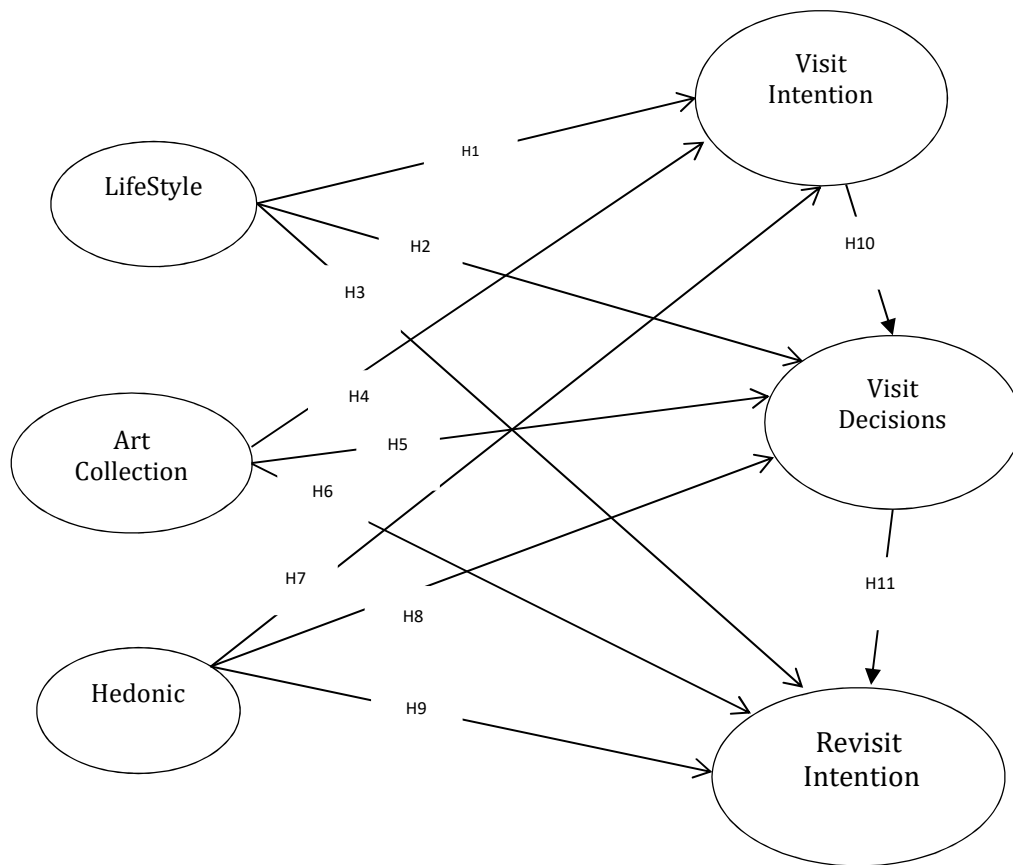 Visit
Intention
H1
LifeStyle
H2
H10
H3
Visit
Decisions
H4
Art
Collection
H5
H6
H7
H11
H8
Hedonic
H9
Revisit
Intention